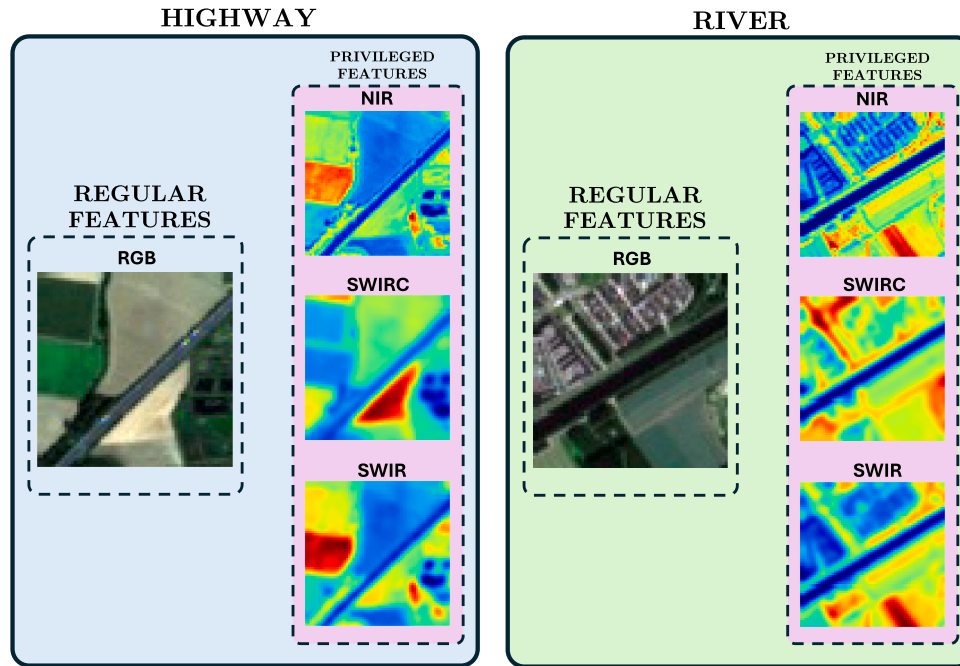 HIGHWAY
PRIVILEGED
FEATURES
NIR
REGULAR
FEATURES
RGB
SWIRC
SWIR
RIVER
PRIVILEGED
FEATURES
NIR
REGULAR
FEATURES
RGB
SWIRC
SWIR